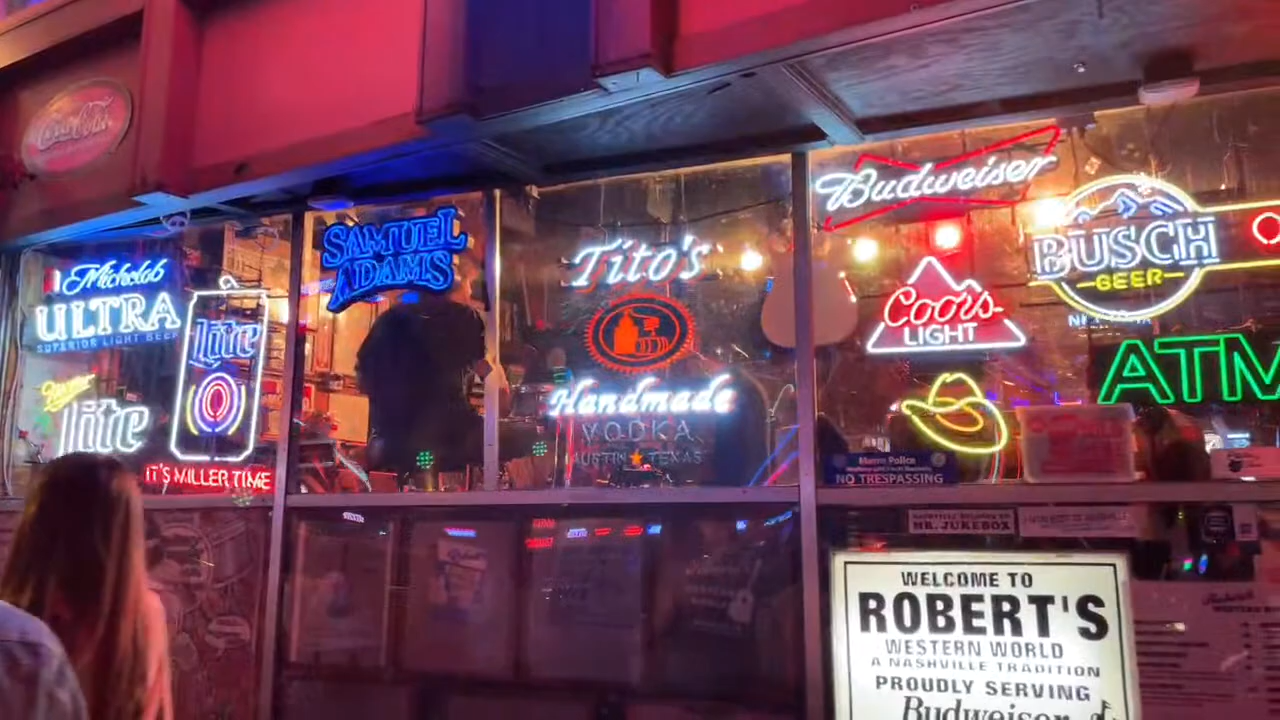 Coca-Cola
Michelob
ULTRA
SUPERIOR LIGHT BEER
Lite
lite
IT'S MILLER TIME
SAMUEL
ADAMS
Tito's
Handmade
VODKA
AUSTIN TEXAS
Budweiser
BUSCH
BEER
Coors
LIGHT
ATM
Metro Police
NO TRESPASSING
MR. JUKEBOX
WELCOME TO
ROBERT'S
WESTERN WORLD
A NASHVILLE TRADITION
PROUDLY SERVING
Budweiser